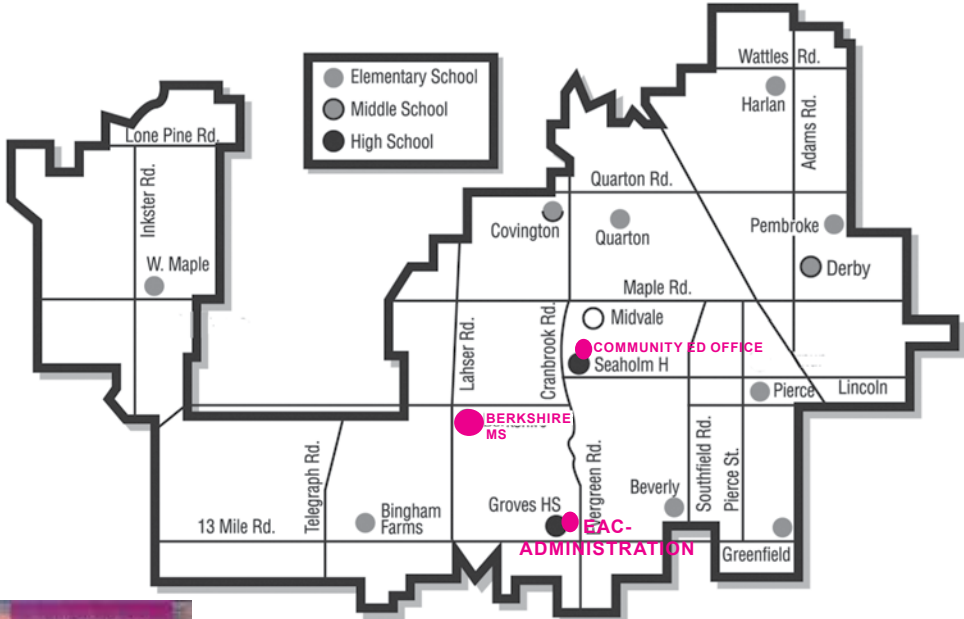 Wattles Rd.
Elementary School
Middle School
High School
Harlan
Adams Rd.
Lone Pine Rd.
Inkster Rd.
Quarton Rd.
Covington
Quarton
Pembroke
W. Maple
Derby
Maple Rd.
Midvale
COMMUNITY ED OFFICE
Seaholm H
Lahser Rd.
Cranbrook Rd.
Pierce
Lincoln
BERKSHIRE
MS
Telegraph Rd.
Evergreen Rd.
Southfield Rd.
Pierce St.
Beverly
Bingham
Farms
Groves HS
13 Mile Rd.
EAC-
ADMINISTRATION
Greenfield